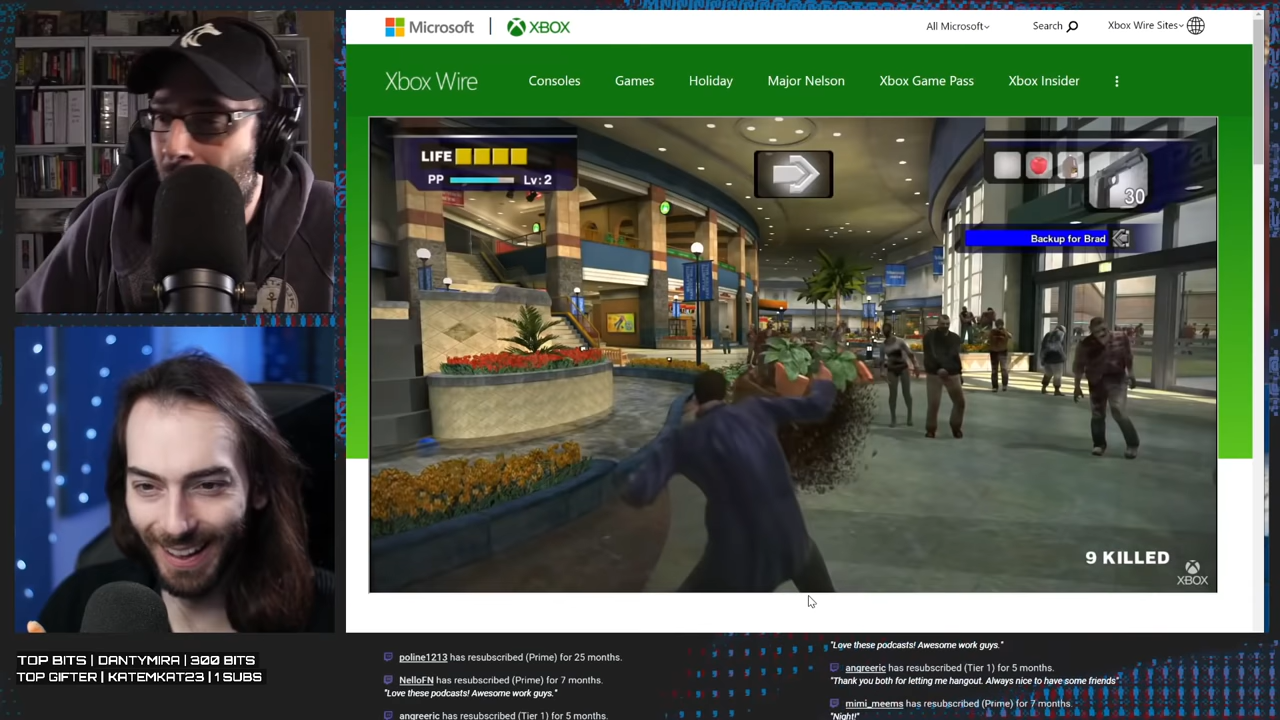 Microsoft | XBOX
All Microsoft
Search
Xbox Wire Sites
Xbox Wire
Consoles
Games
Holiday
Major Nelson
Xbox Game Pass
Xbox Insider
LIFE
PP Lv: 2
30
Backup for Brad
9 KILLED
XBOX
TOP BITS | DANTYMIRA | 300 BITS
TOP GIFTER | KATEMKAT23 | 1 SUBS
poline1213 has resubscribed (Prime) for 25 months.
NelloFN has resubscribed (Prime) for 7 months.
"Love these podcasts! Awesome work guys."
angreeric has resubscribed (Tier 1) for 5 months.
"Love these podcasts! Awesome work guys."
angreeric has resubscribed (Tier 1) for 5 months.
"Thank you both for letting me hangout. Always nice to have some friends"
mimi_meems has resubscribed (Prime) for 7 months.
"Night!"